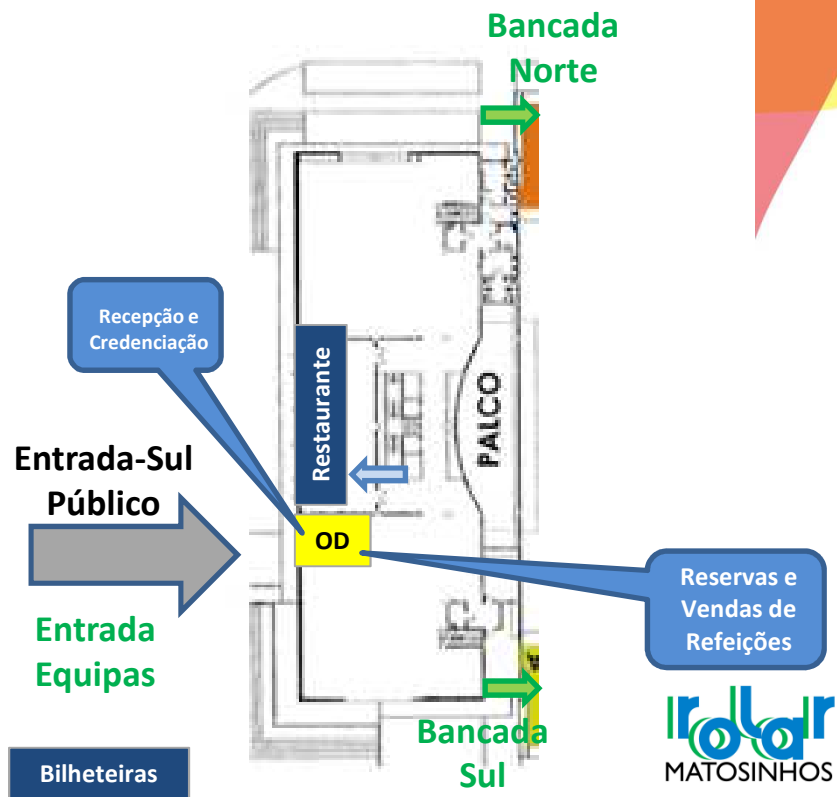 Bancada
Norte
Recepção e
Credenciação
Restaurante
PALCO
Entrada-Sul
Público
OD
Reservas e
Vendas de
Refeições
Entrada
Equipas
Bancada
Sul
Bilheteiras
rolar
MATOSINHOS